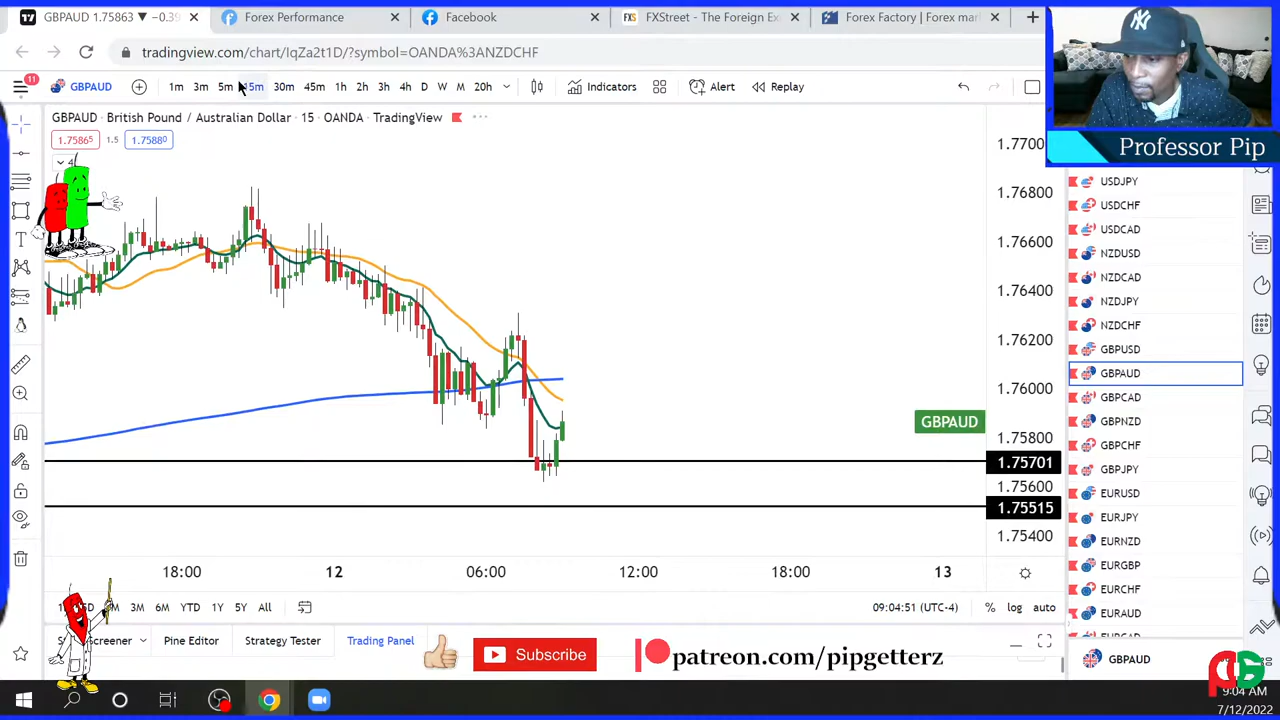 GBPAUD 1.75863 ▼ −0.39
Forex Performance
Facebook
FXStreet - The Foreign Ex
Forex Factory | Forex mar
tradingview.com/chart/IqZa2t1D/?symbol=OANDA%3ANZDCHF
11
GBPAUD
1m 3m 5m 15m 30m 45m 1h 2h 3h 4h D W M 20h
Indicators
Alert
Replay
GBPAUD · British Pound / Australian Dollar · 15 · OANDA · TradingView
1.75865
1.5
1.75880
4
Professor Pip
1.77000
1.76800
1.76600
1.76400
1.76200
1.76000
GBPAUD
1.75800
1.75701
1.75600
1.75515
1.75400
18:00
12
06:00
12:00
18:00
13
USDJPY
USDCHF
USDCAD
NZDUSD
NZDCAD
NZDJPY
NZDCHF
GBPUSD
GBPAUD
GBPCAD
GBPNZD
GBPCHF
GBPJPY
EURUSD
EURJPY
EURNZD
EURGBP
EURCHF
EURAUD
EURCAD
3M 6M YTD 1Y 5Y All
09:04:51 (UTC-4)
% log auto
Pine Editor
Strategy Tester
Trading Panel
Subscribe
patreon.com/pipgetterz
GBPAUD
9:04 AM
7/12/2022